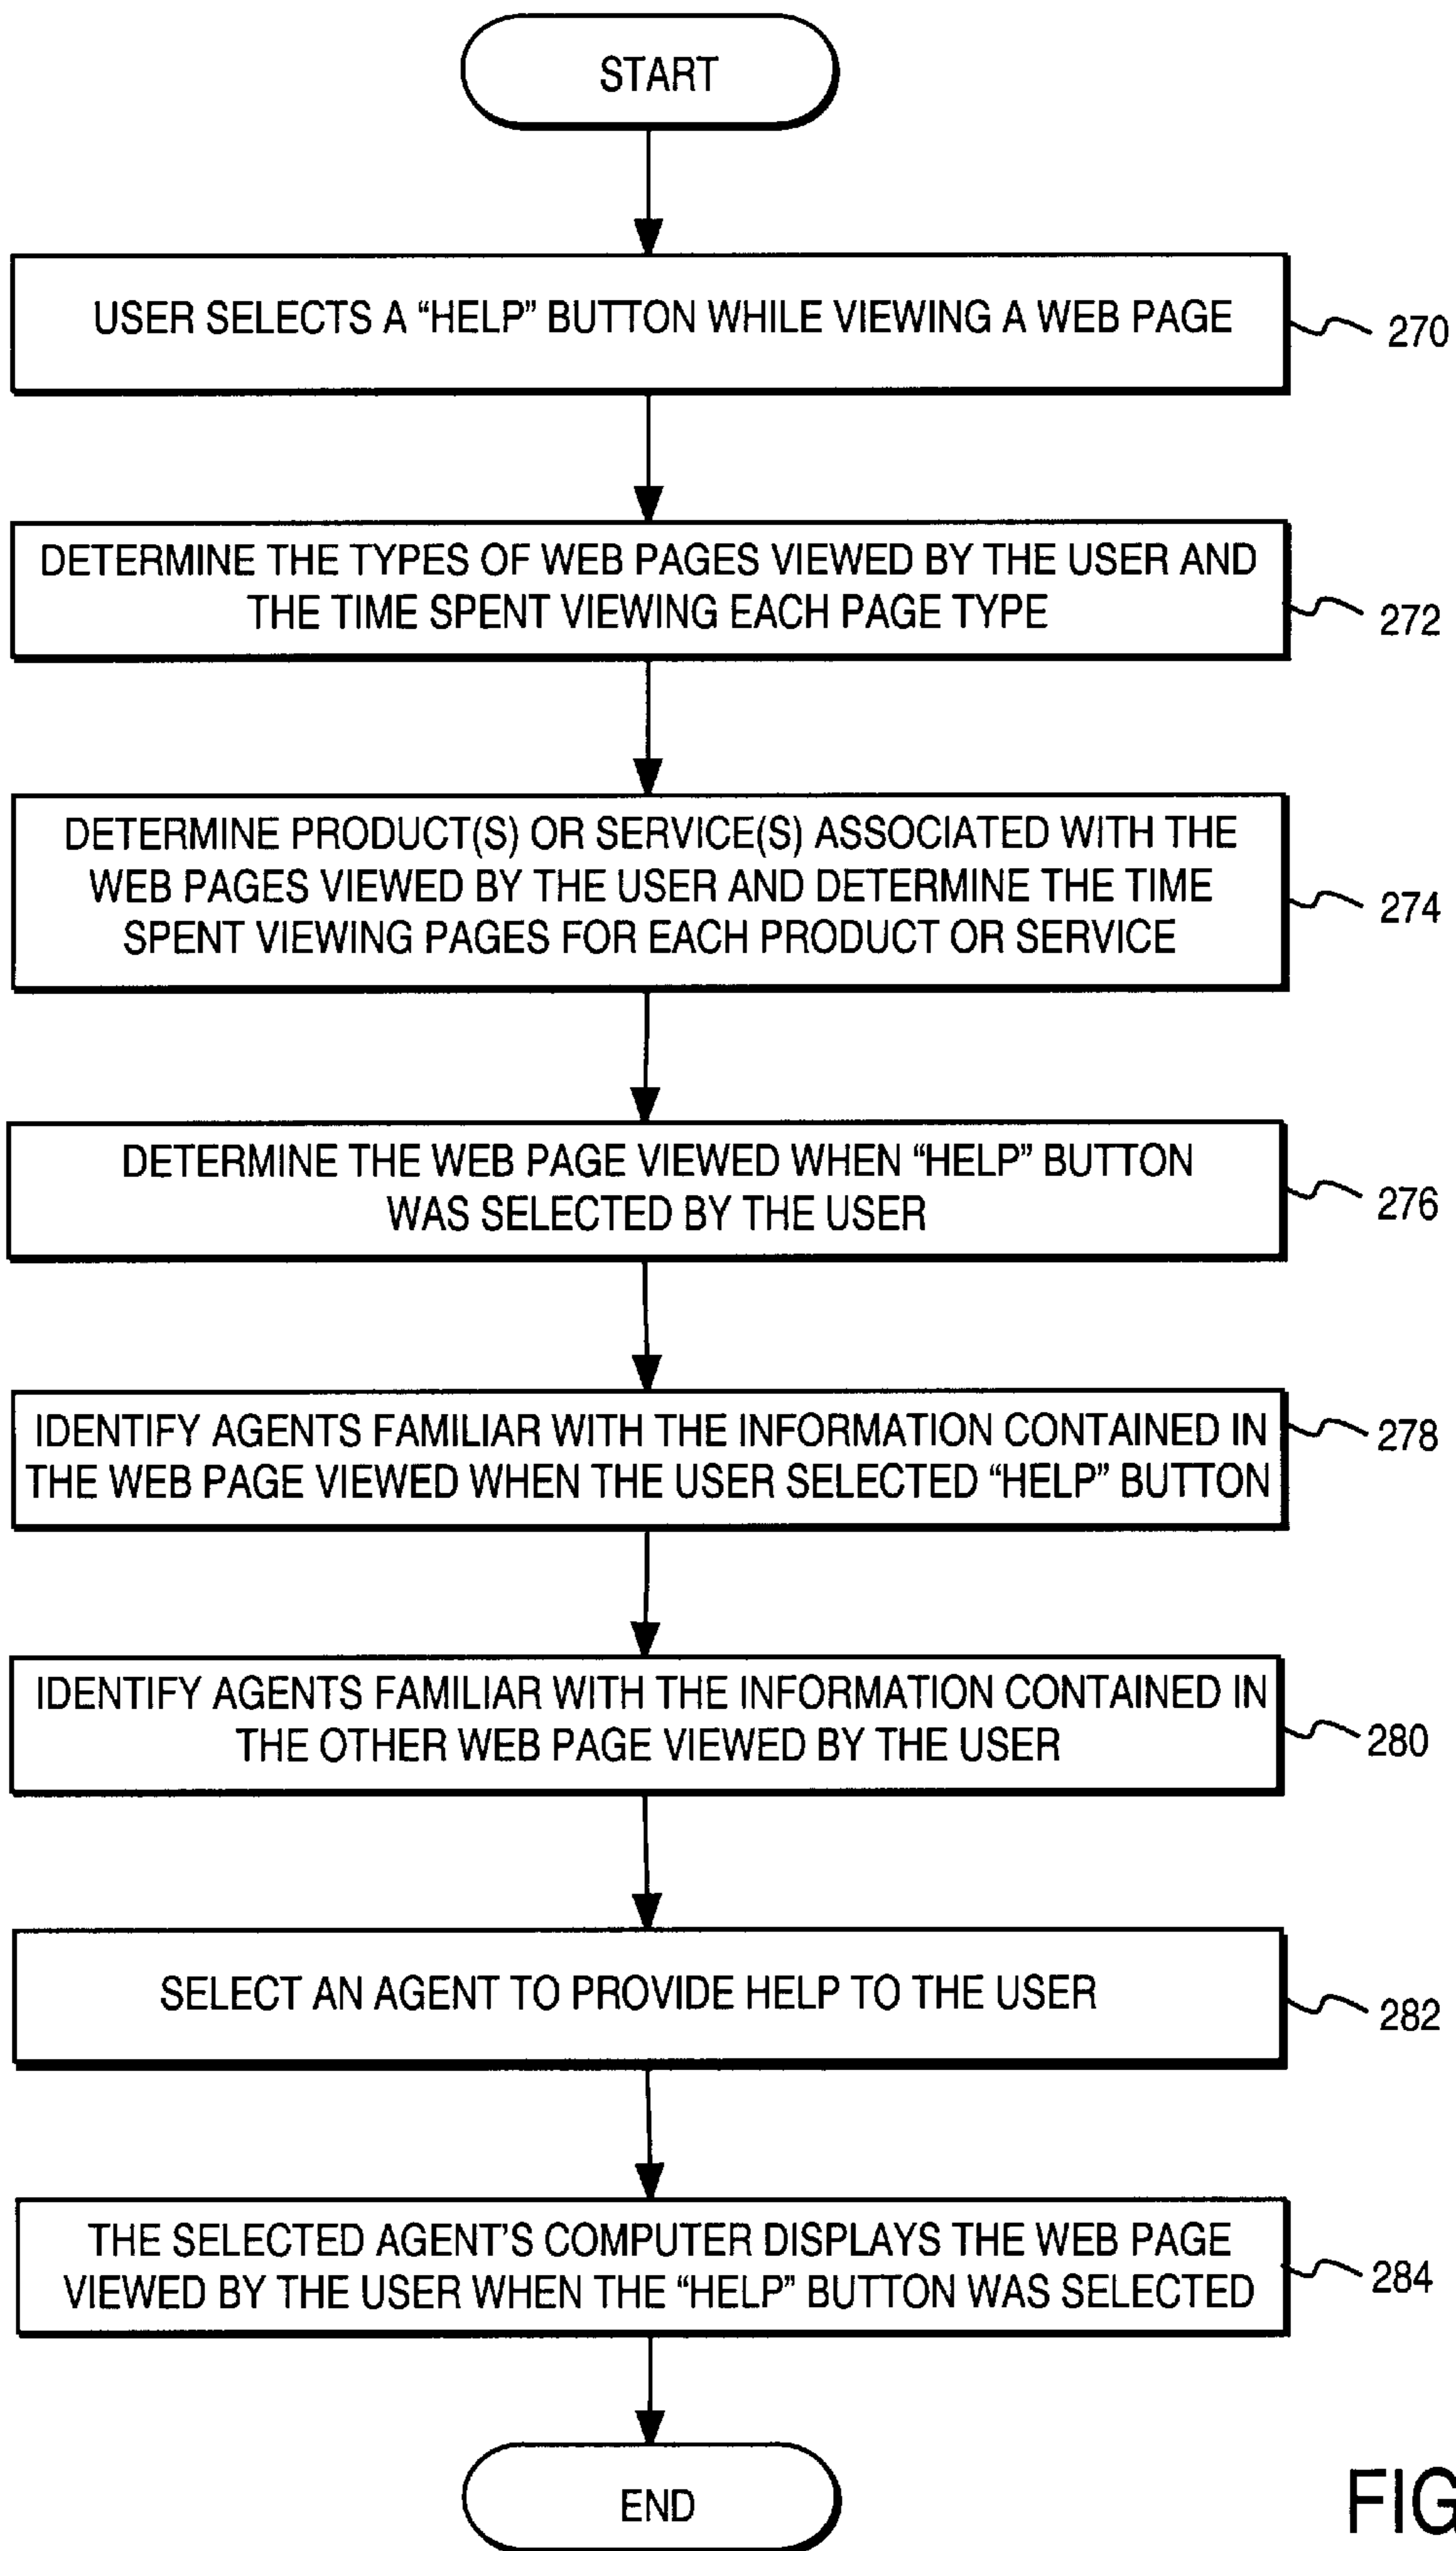 START
USER SELECTS A “HELP” BUTTON WHILE VIEWING A WEB PAGE
270
DETERMINE THE TYPES OF WEB PAGES VIEWED BY THE USER AND
THE TIME SPENT VIEWING EACH PAGE TYPE
272
DETERMINE PRODUCT(S) OR SERVICE(S) ASSOCIATED WITH THE
WEB PAGES VIEWED BY THE USER AND DETERMINE THE TIME
SPENT VIEWING PAGES FOR EACH PRODUCT OR SERVICE
274
DETERMINE THE WEB PAGE VIEWED WHEN “HELP” BUTTON
WAS SELECTED BY THE USER
276
IDENTIFY AGENTS FAMILIAR WITH THE INFORMATION CONTAINED IN
THE WEB PAGE VIEWED WHEN THE USER SELECTED “HELP” BUTTON
278
IDENTIFY AGENTS FAMILIAR WITH THE INFORMATION CONTAINED IN
THE OTHER WEB PAGE VIEWED BY THE USER
280
SELECT AN AGENT TO PROVIDE HELP TO THE USER
282
THE SELECTED AGENT’S COMPUTER DISPLAYS THE WEB PAGE
VIEWED BY THE USER WHEN THE “HELP” BUTTON WAS SELECTED
284
END
FIG